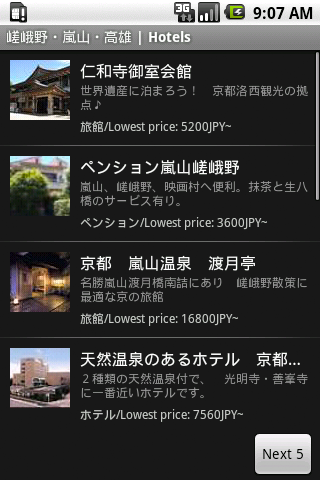 3G 9:07 AM
嵯峨野・嵐山・高雄 | Hotels
仁和寺御室会館
世界遺産に泊まろう！　京都洛西観光の拠
点♪
旅館/Lowest price: 5200JPY~
ペンション嵐山嵯峨野
嵐山、嵯峨野、映画村へ便利。抹茶と生八
橋のサービス有り。
ペンション/Lowest price: 3600JPY~
京都　嵐山温泉　渡月亭
名勝嵐山渡月橋南詰にあり　嵯峨野散策に
最適な京の旅館
旅館/Lowest price: 16800JPY~
天然温泉のあるホテル　京都...
２種類の天然温泉付で、　光明寺・善峯寺
に一番近いホテルです。
ホテル/Lowest price: 7560JPY~
Next 5